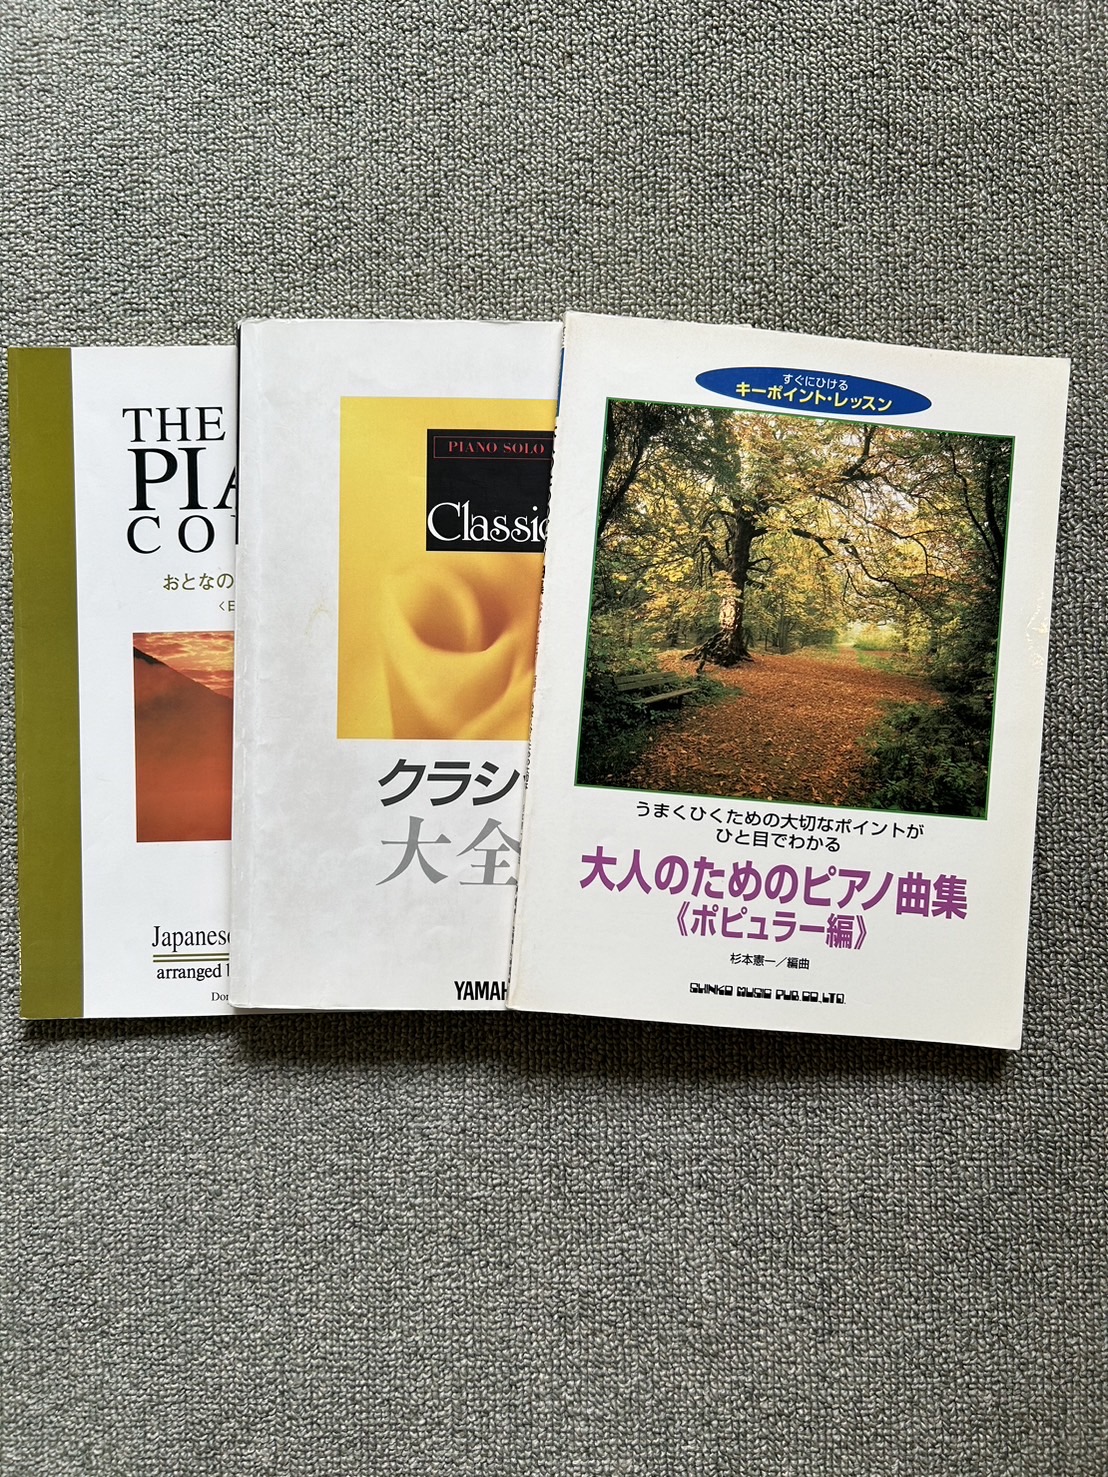 THE
PIA
CO
おとなの
〈日
Japanese
arranged b
Dor
PIANO SOLO
Classic
クラシ
大全
YAMAH
すぐにひける
キーポイント・レッスン
うまくひくための大切なポイントが
ひと目でわかる
大人のためのピアノ曲集
《ポピュラー編》
杉本憲一／編曲
SHINKO MUSIC PUB.CO.,LTD.